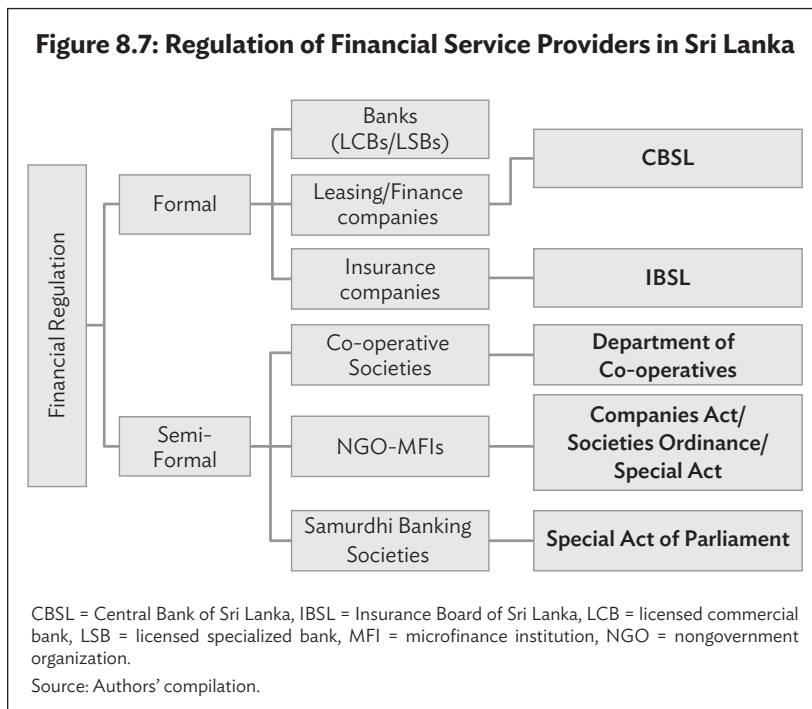 Figure 8.7: Regulation of Financial Service Providers in Sri Lanka
Financial Regulation
Formal
Semi-
Formal
Banks
(LCBs/LSBs)
Leasing/Finance
companies
Insurance
companies
Co-operative
Societies
NGO-MFIs
Samurdhi Banking
Societies
CBSL
IBSL
Department of
Co-operatives
Companies Act/
Societies Ordinance/
Special Act
Special Act of Parliament
CBSL = Central Bank of Sri Lanka, IBSL = Insurance Board of Sri Lanka, LCB = licensed commercial
bank, LSB = licensed specialized bank, MFI = microfinance institution, NGO = nongovernment
organization.
Source: Authors' compilation.